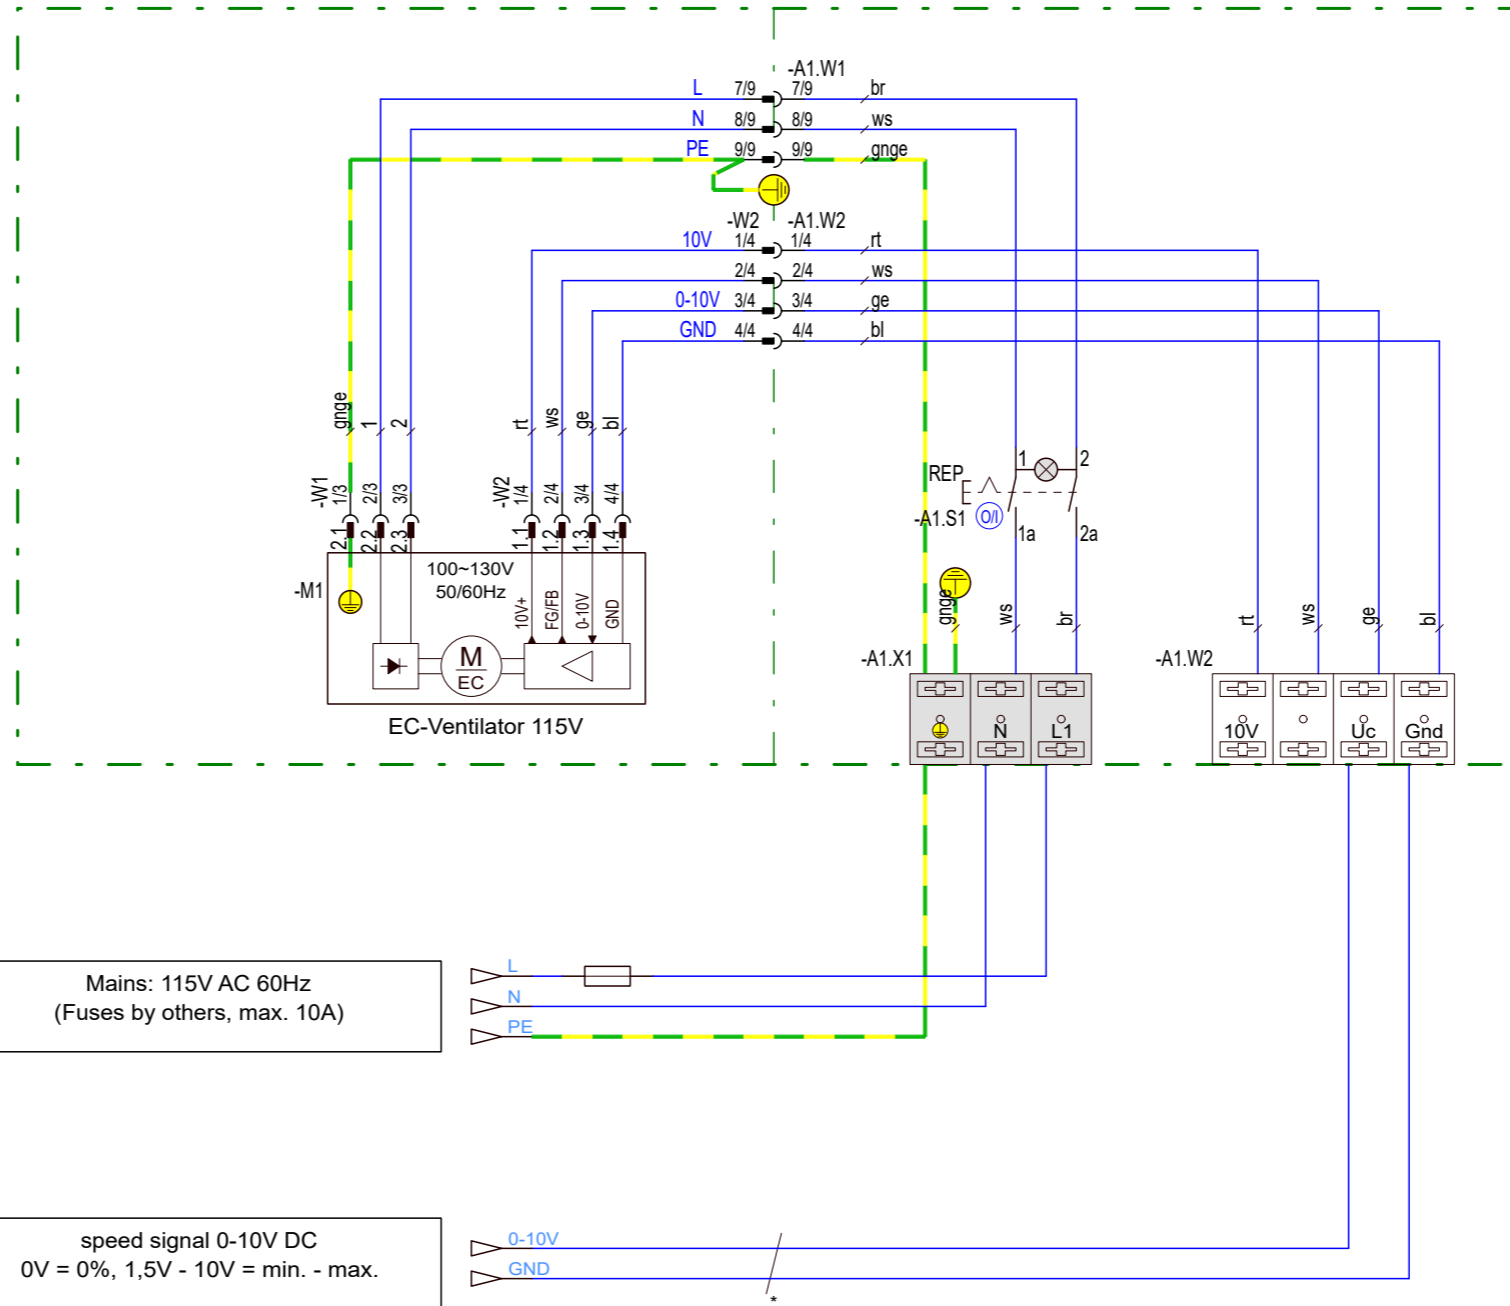 -A1.W1
L 7/9 7/9 br
N 8/9 8/9 ws
PE 9/9 9/9 gnge
-W2 -A1.W2
10V 1/4 1/4 rt
2/4 2/4 ws
0-10V 3/4 3/4 ge
GND 4/4 4/4 bl
gnge 1 2 rt ws ge bl
-W1 1/3 2/3 3/3 -W2 1/4 2/4 3/4 4/4
2.1 2.2 2.3 1.1 1.2 1.3 1.4
1 2
REP
-A1.S1 O/I
1a 2a
-M1
100~130V
50/60Hz
10V+ FG/FB 0-10V GND
M
EC
EC-Ventilator 115V
gnge ws br rt ws ge bl
-A1.X1 -A1.W2
N L1 10V Uc Gnd
Mains: 115V AC 60Hz
(Fuses by others, max. 10A)
L
N
PE
speed signal 0-10V DC
0V = 0%, 1,5V - 10V = min. - max.
0-10V
GND
*